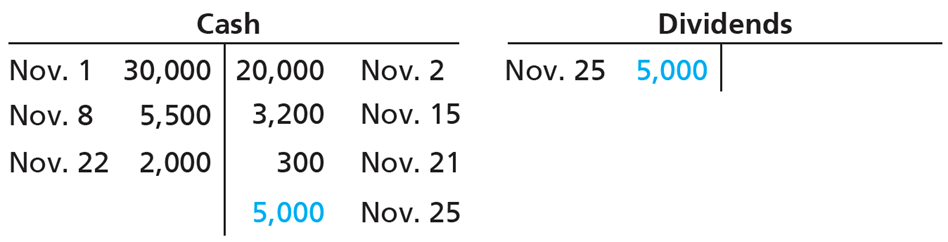 Cash Dividends
Nov. 1 30,000 20,000 Nov. 2 Nov. 25 5,000
Nov. 8 5,500 3,200 Nov. 15
Nov. 22 2,000 300 Nov. 21
5,000 Nov. 25